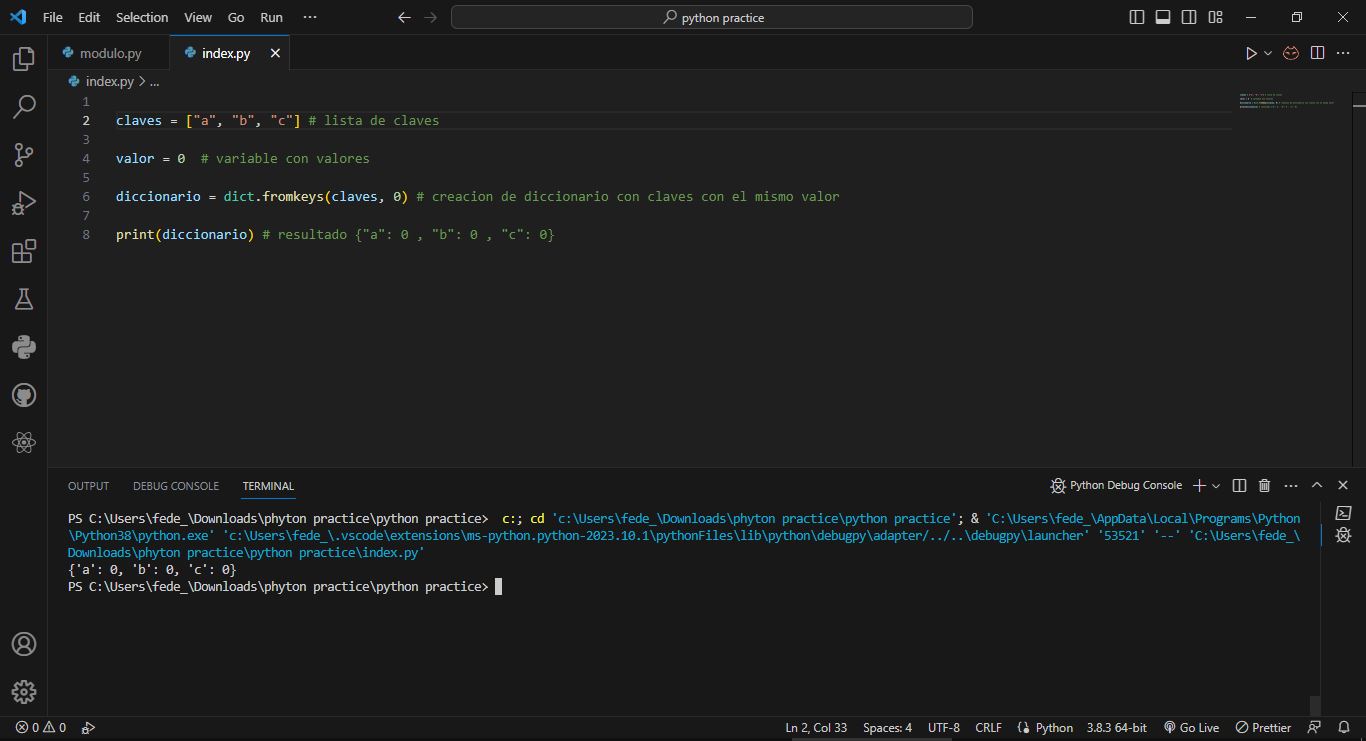 File Edit Selection View Go Run ··· python practice
modulo.py index.py
index.py > ...
1
2 claves = ["a", "b", "c"] # lista de claves
3
4 valor = 0  # variable con valores
5
6 diccionario = dict.fromkeys(claves, 0) # creacion de diccionario con claves con el mismo valor
7
8 print(diccionario) # resultado {"a": 0 , "b": 0 , "c": 0}
OUTPUT DEBUG CONSOLE TERMINAL Python Debug Console
PS C:\Users\fede_\Downloads\phyton practice\python practice>  c:; cd 'c:\Users\fede_\Downloads\phyton practice\python practice'; & 'C:\Users\fede_\AppData\Local\Programs\Python
\Python38\python.exe' 'c:\Users\fede_\.vscode\extensions\ms-python.python-2023.10.1\pythonFiles\lib\python\debugpy\adapter/../..\debugpy\launcher' '53521' '--' 'C:\Users\fede_\
Downloads\phyton practice\python practice\index.py'
{'a': 0, 'b': 0, 'c': 0}
PS C:\Users\fede_\Downloads\phyton practice\python practice>
0 0 Ln 2, Col 33 Spaces: 4 UTF-8 CRLF Python 3.8.3 64-bit Go Live Prettier